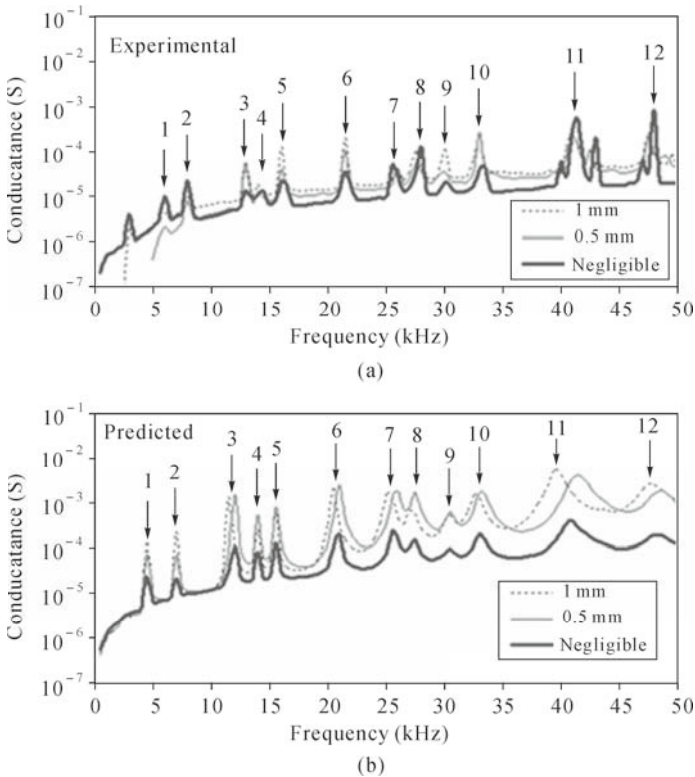 10⁻¹
10⁻²
10⁻³
10⁻⁴
10⁻⁵
10⁻⁶
10⁻⁷
Conducatance (S)
Experimental
1 2 3 4 5 6 7 8 9 10 11 12
1 mm
0.5 mm
Negligible
0 5 10 15 20 25 30 35 40 45 50
Frequency (kHz)
(a)
10⁻¹
10⁻²
10⁻³
10⁻⁴
10⁻⁵
10⁻⁶
10⁻⁷
Conducatance (S)
Predicted
1 2 3 4 5 6 7 8 9 10 11 12
1 mm
0.5 mm
Negligible
0 5 10 15 20 25 30 35 40 45 50
Frequency (kHz)
(b)